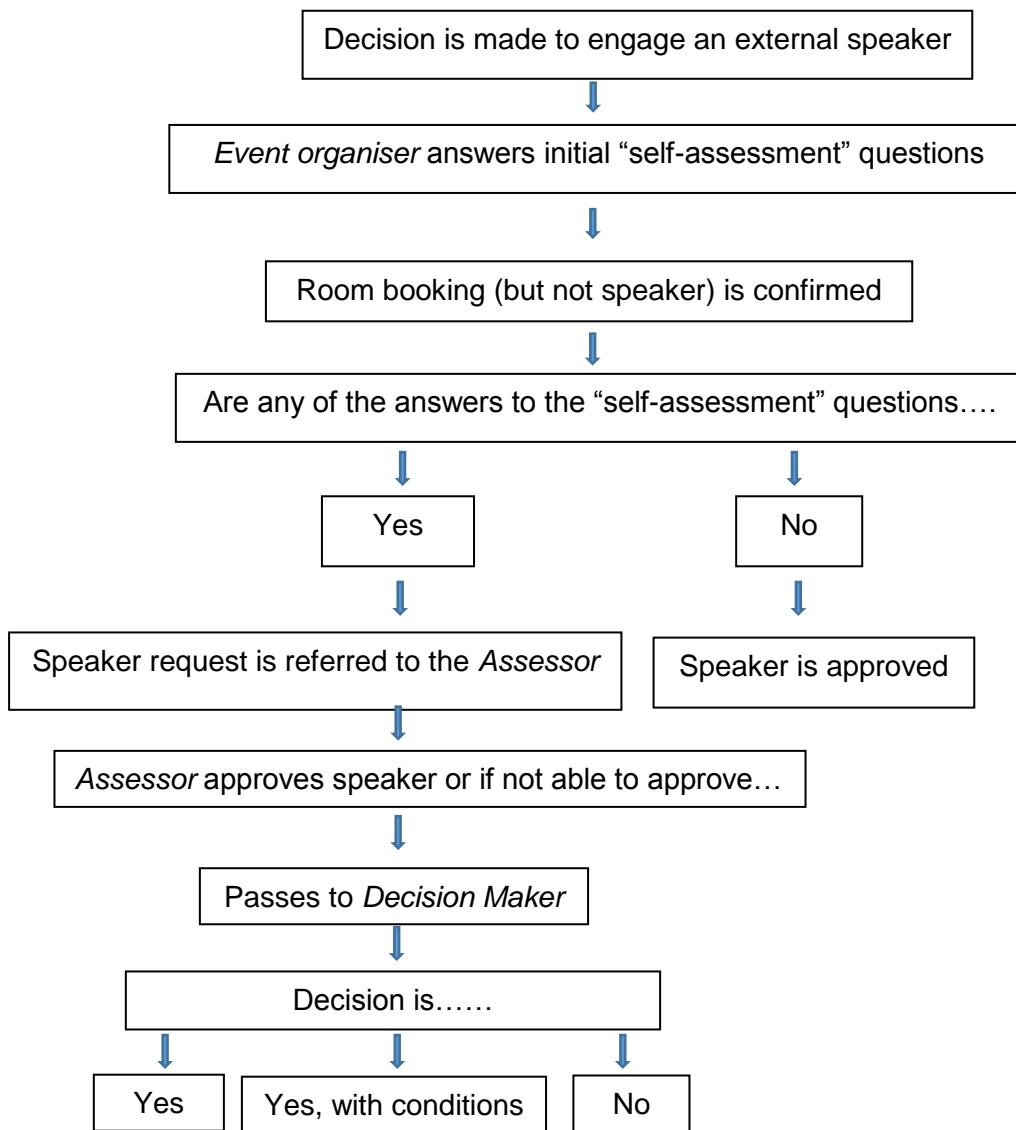 Decision is made to engage an external speaker
Event organiser answers initial “self-assessment” questions
Room booking (but not speaker) is confirmed
Are any of the answers to the “self-assessment” questions….
Yes
No
Speaker request is referred to the Assessor
Speaker is approved
Assessor approves speaker or if not able to approve…
Passes to Decision Maker
Decision is……
Yes
Yes, with conditions
No